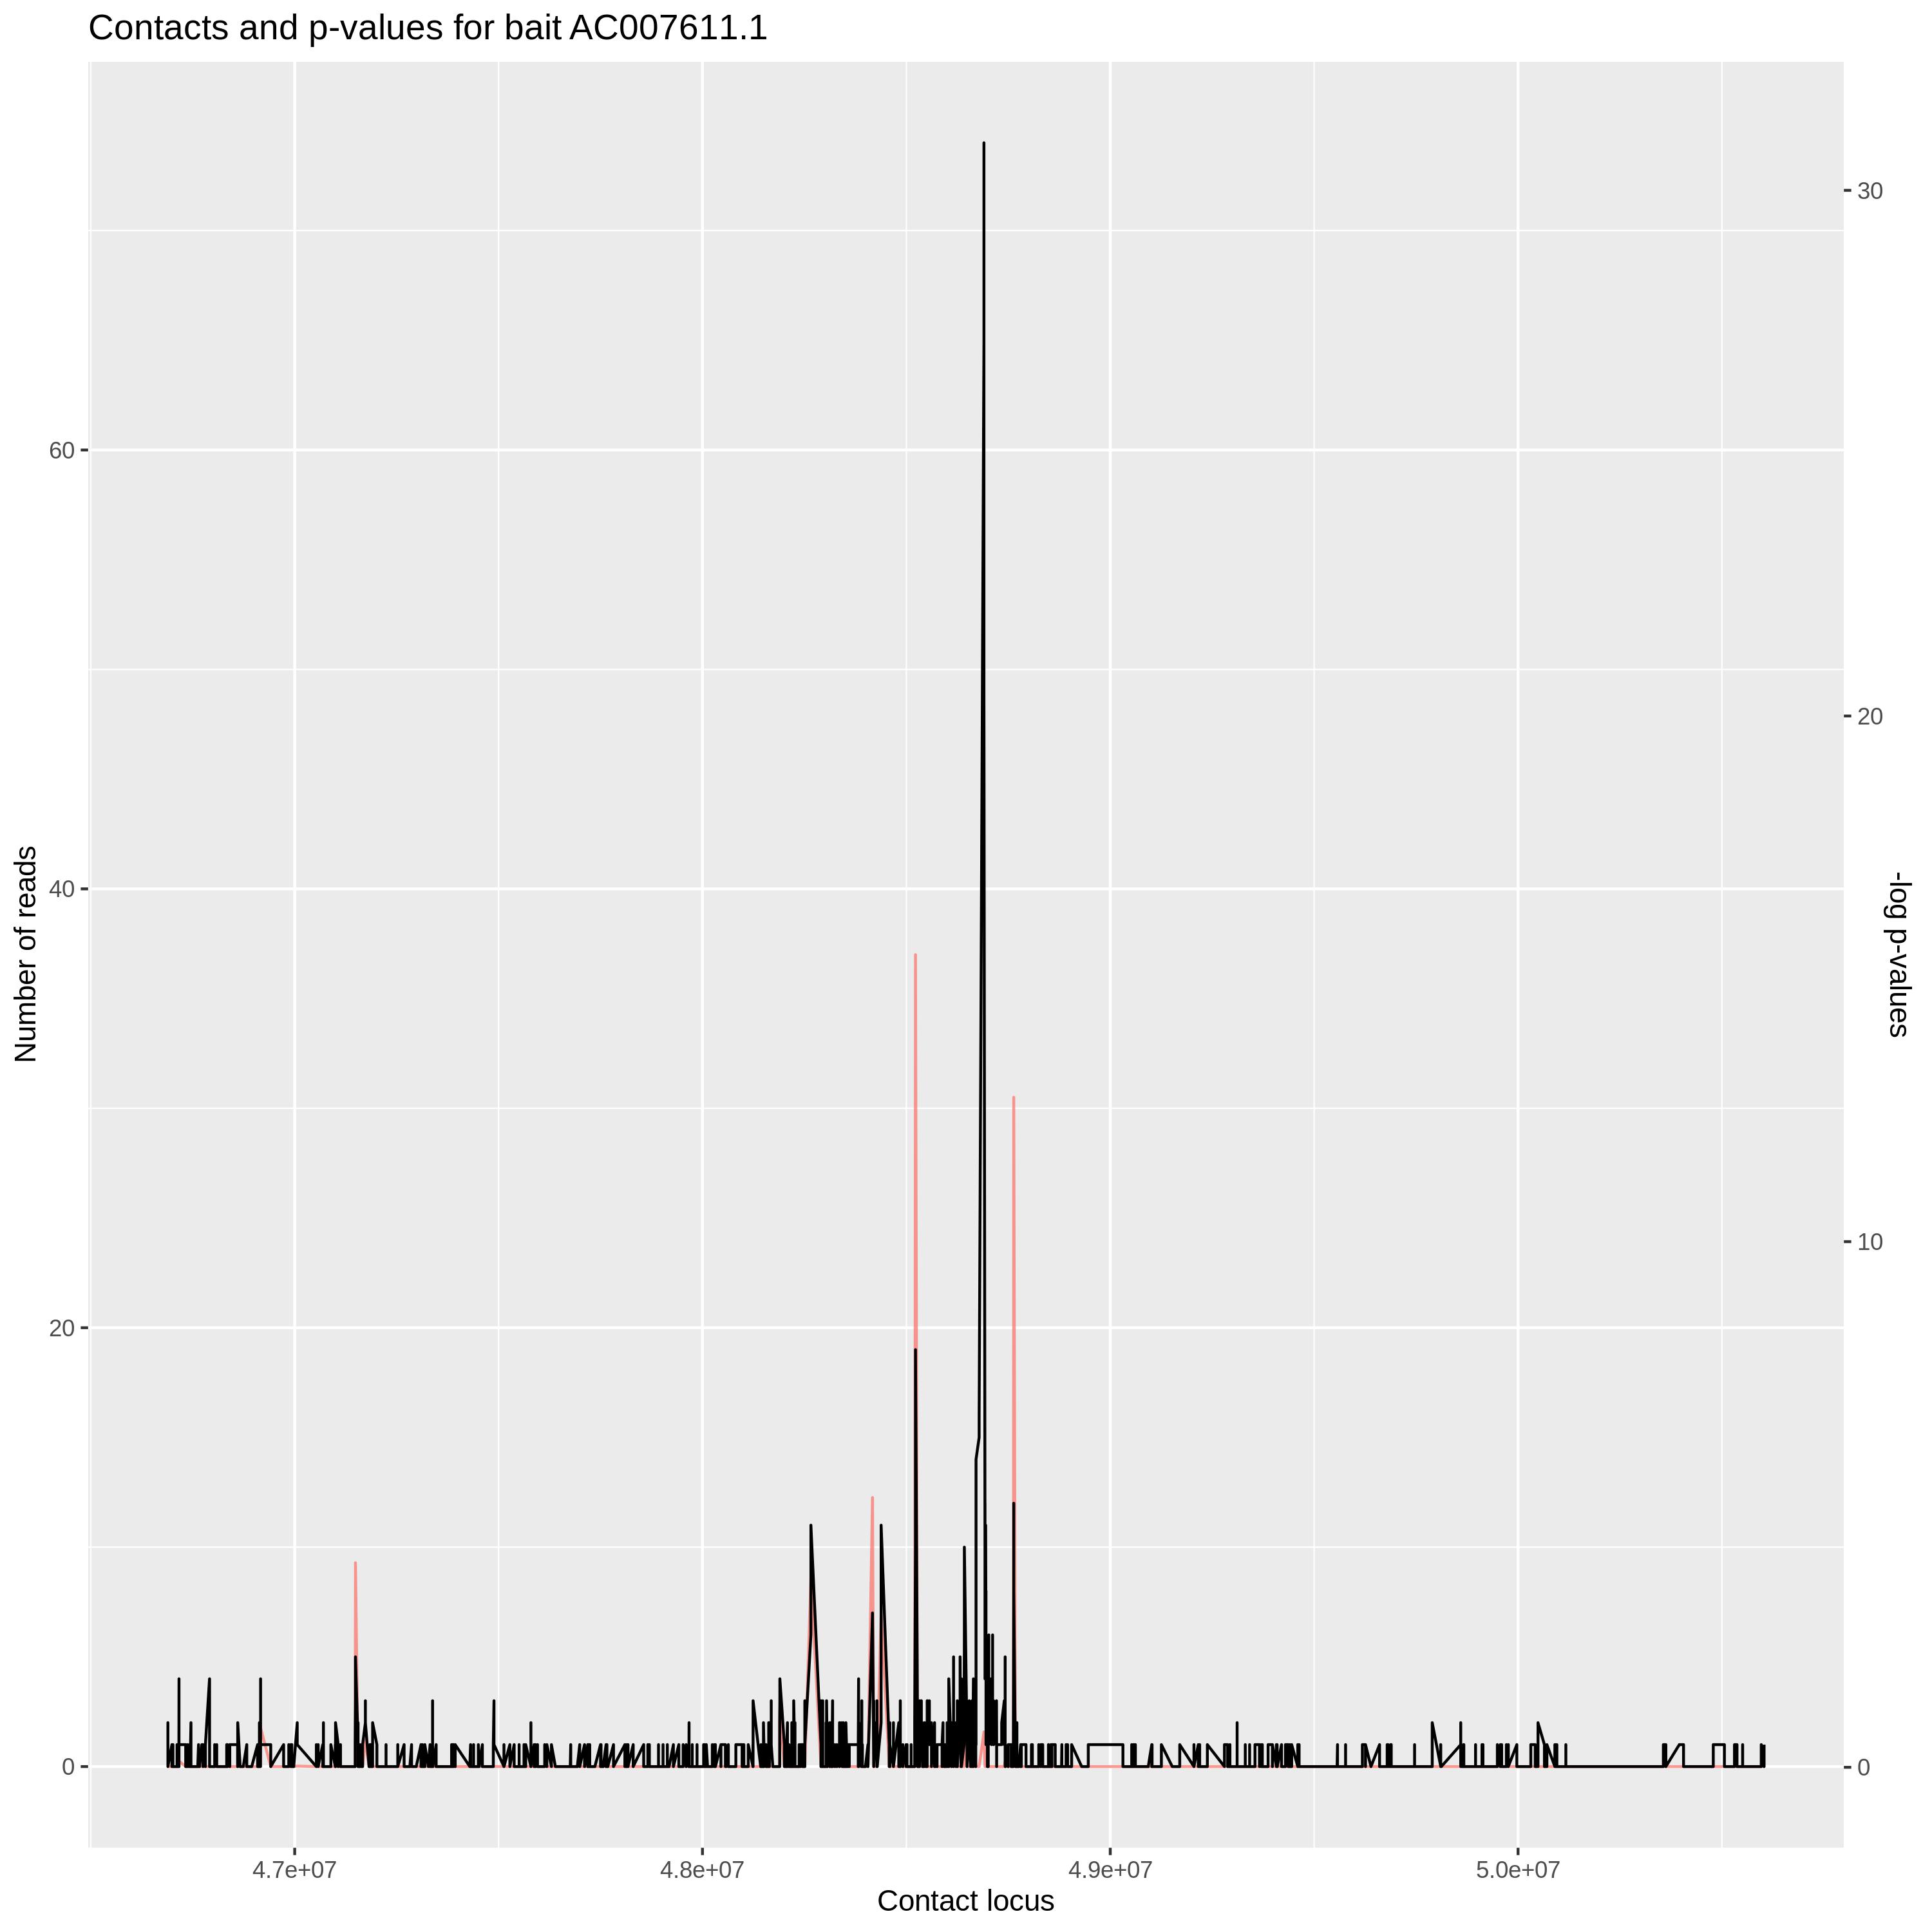 Contacts and p-values for bait AC007611.1
Number of reads
60
40
20
0
30
20
10
0
-log p-values
4.7e+07 4.8e+07 4.9e+07 5.0e+07
Contact locus